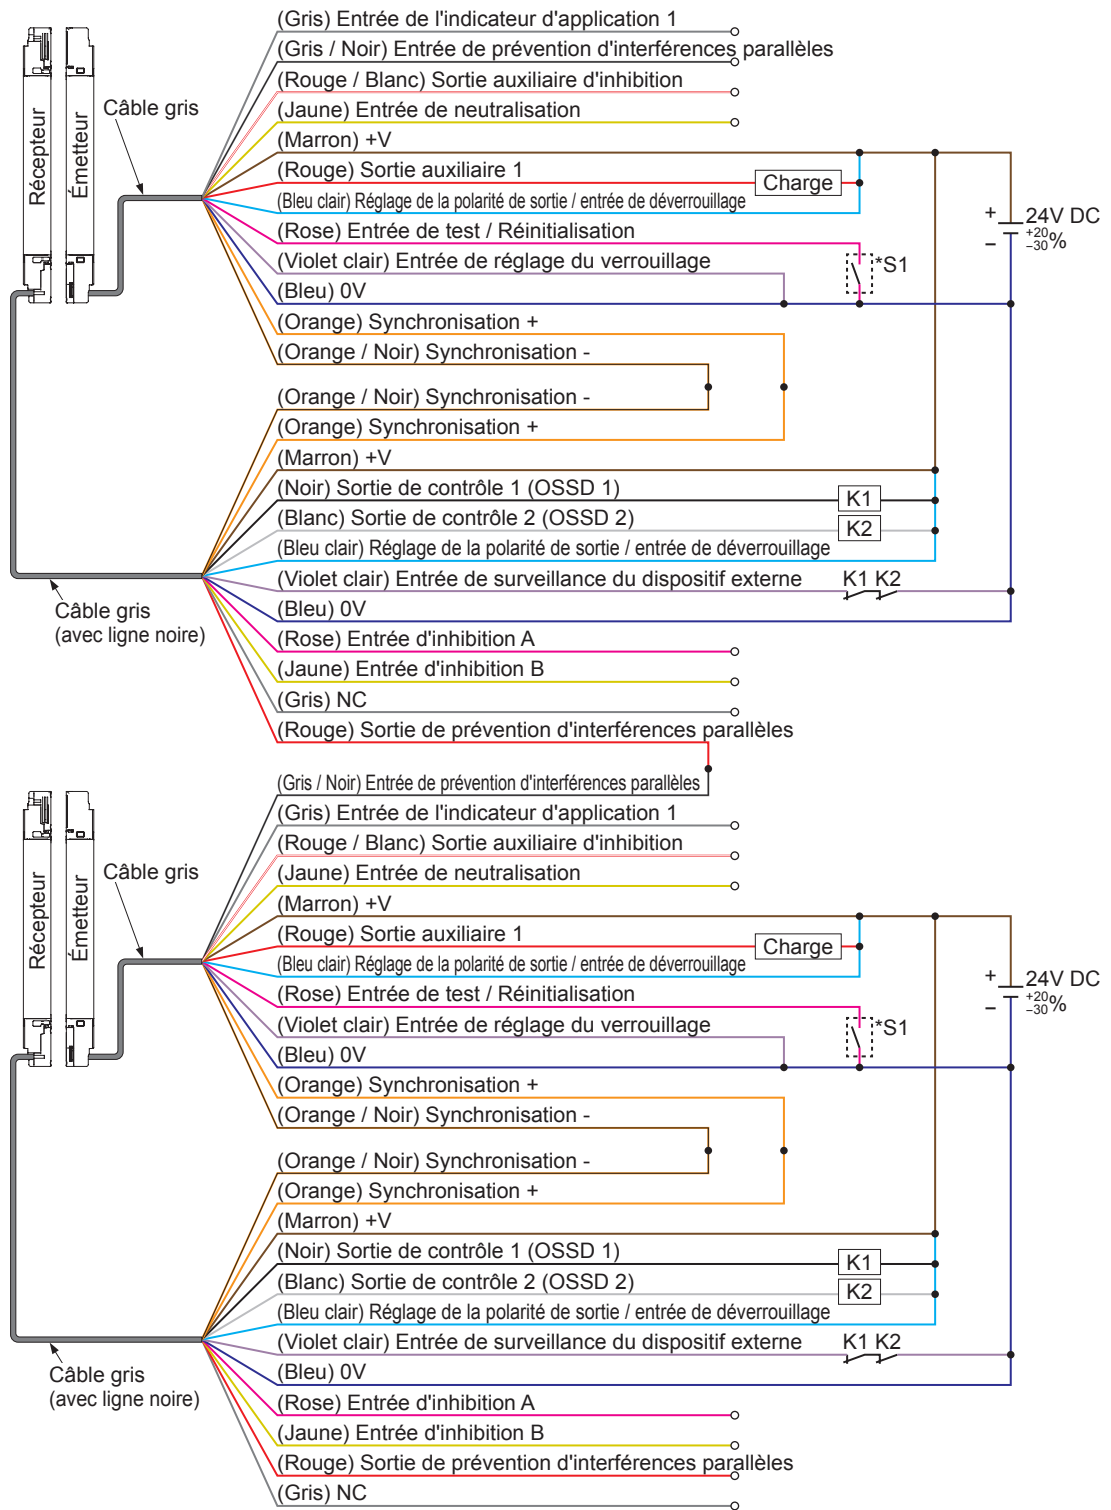 (Gris) Entrée de l'indicateur d'application 1
(Gris / Noir) Entrée de prévention d'interférences parallèles
(Rouge / Blanc) Sortie auxiliaire d'inhibition
(Jaune) Entrée de neutralisation
(Marron) +V
(Rouge) Sortie auxiliaire 1
Charge
(Bleu clair) Réglage de la polarité de sortie / entrée de déverrouillage
(Rose) Entrée de test / Réinitialisation
(Violet clair) Entrée de réglage du verrouillage
(Bleu) 0V
(Orange) Synchronisation +
(Orange / Noir) Synchronisation -
Récepteur
Émetteur
Câble gris
+
−
24V DC
+20
−30%
*S1
(Orange / Noir) Synchronisation -
(Orange) Synchronisation +
(Marron) +V
(Noir) Sortie de contrôle 1 (OSSD 1)
K1
(Blanc) Sortie de contrôle 2 (OSSD 2)
K2
(Bleu clair) Réglage de la polarité de sortie / entrée de déverrouillage
(Violet clair) Entrée de surveillance du dispositif externe
K1 K2
(Bleu) 0V
(Rose) Entrée d'inhibition A
(Jaune) Entrée d'inhibition B
(Gris) NC
(Rouge) Sortie de prévention d'interférences parallèles
Câble gris
(avec ligne noire)
(Gris / Noir) Entrée de prévention d'interférences parallèles
(Gris) Entrée de l'indicateur d'application 1
(Rouge / Blanc) Sortie auxiliaire d'inhibition
(Jaune) Entrée de neutralisation
(Marron) +V
(Rouge) Sortie auxiliaire 1
Charge
(Bleu clair) Réglage de la polarité de sortie / entrée de déverrouillage
(Rose) Entrée de test / Réinitialisation
(Violet clair) Entrée de réglage du verrouillage
(Bleu) 0V
(Orange) Synchronisation +
(Orange / Noir) Synchronisation -
Récepteur
Émetteur
Câble gris
+
−
24V DC
+20
−30%
*S1
(Orange / Noir) Synchronisation -
(Orange) Synchronisation +
(Marron) +V
(Noir) Sortie de contrôle 1 (OSSD 1)
K1
(Blanc) Sortie de contrôle 2 (OSSD 2)
K2
(Bleu clair) Réglage de la polarité de sortie / entrée de déverrouillage
(Violet clair) Entrée de surveillance du dispositif externe
K1 K2
(Bleu) 0V
(Rose) Entrée d'inhibition A
(Jaune) Entrée d'inhibition B
(Rouge) Sortie de prévention d'interférences parallèles
(Gris) NC
Câble gris
(avec ligne noire)